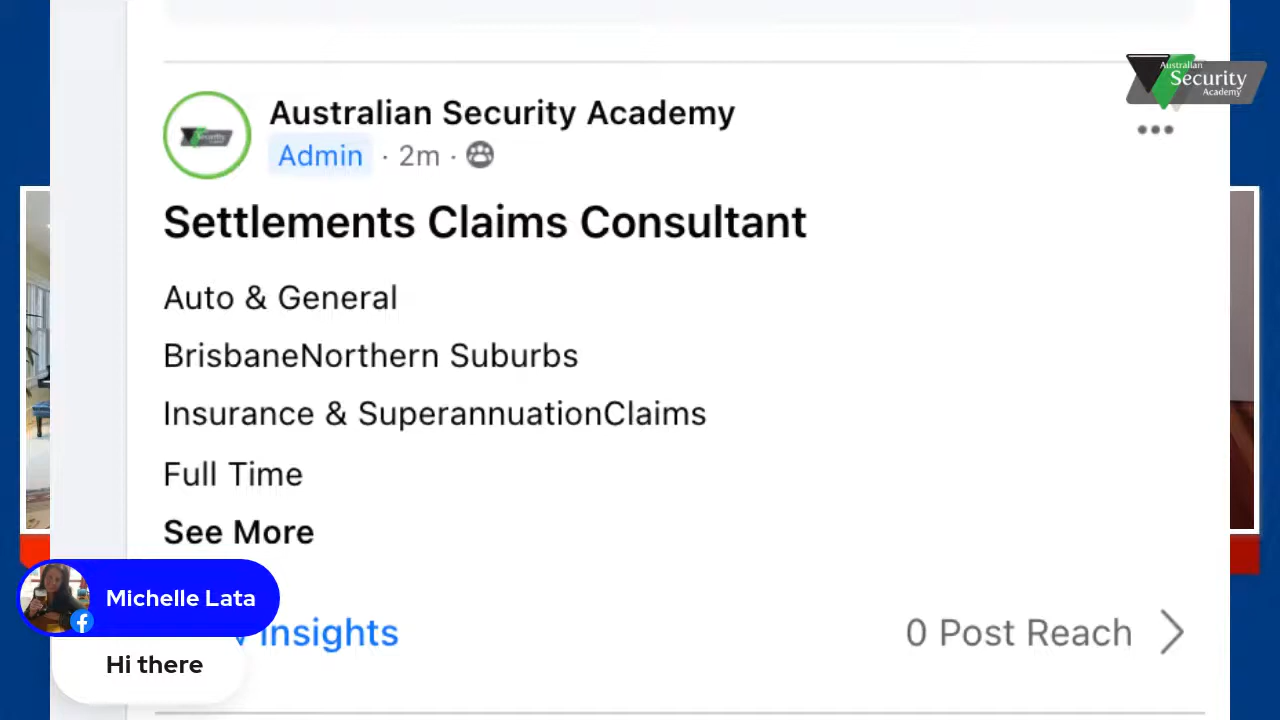 Australian
Security
Academy
Australian Security Academy
Admin · 2m ·
Settlements Claims Consultant
Auto & General
BrisbaneNorthern Suburbs
Insurance & SuperannuationClaims
Full Time
See More
Insights
0 Post Reach
Michelle Lata
Hi there